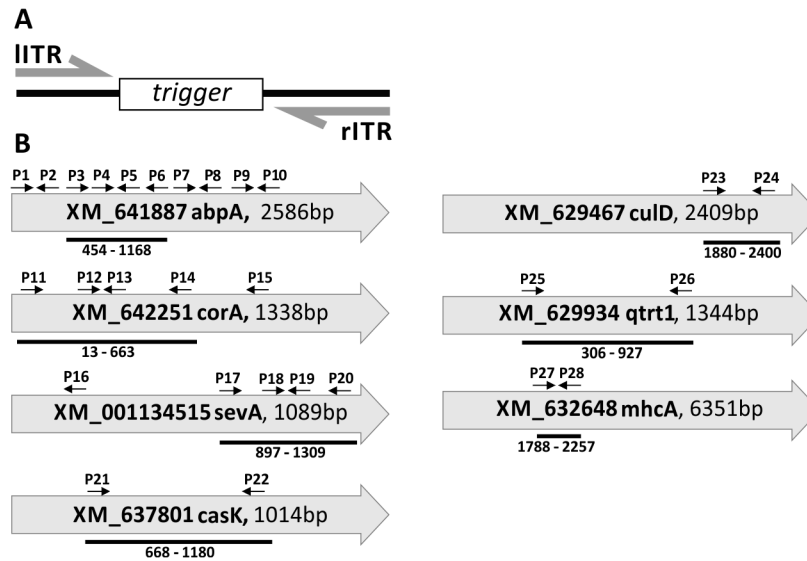 A
lITR
trigger
rITR
B
P1 P2 P3 P4 P5 P6 P7 P8 P9 P10
XM_641887 abpA, 2586bp
454 - 1168
P11 P12 P13 P14 P15
XM_642251 corA, 1338bp
13 - 663
P16 P17 P18 P19 P20
XM_001134515 sevA, 1089bp
897 - 1309
P21 P22
XM_637801 casK, 1014bp
668 - 1180
P23 P24
XM_629467 culD, 2409bp
1880 - 2400
P25 P26
XM_629934 qtrt1, 1344bp
306 - 927
P27 P28
XM_632648 mhcA, 6351bp
1788 - 2257